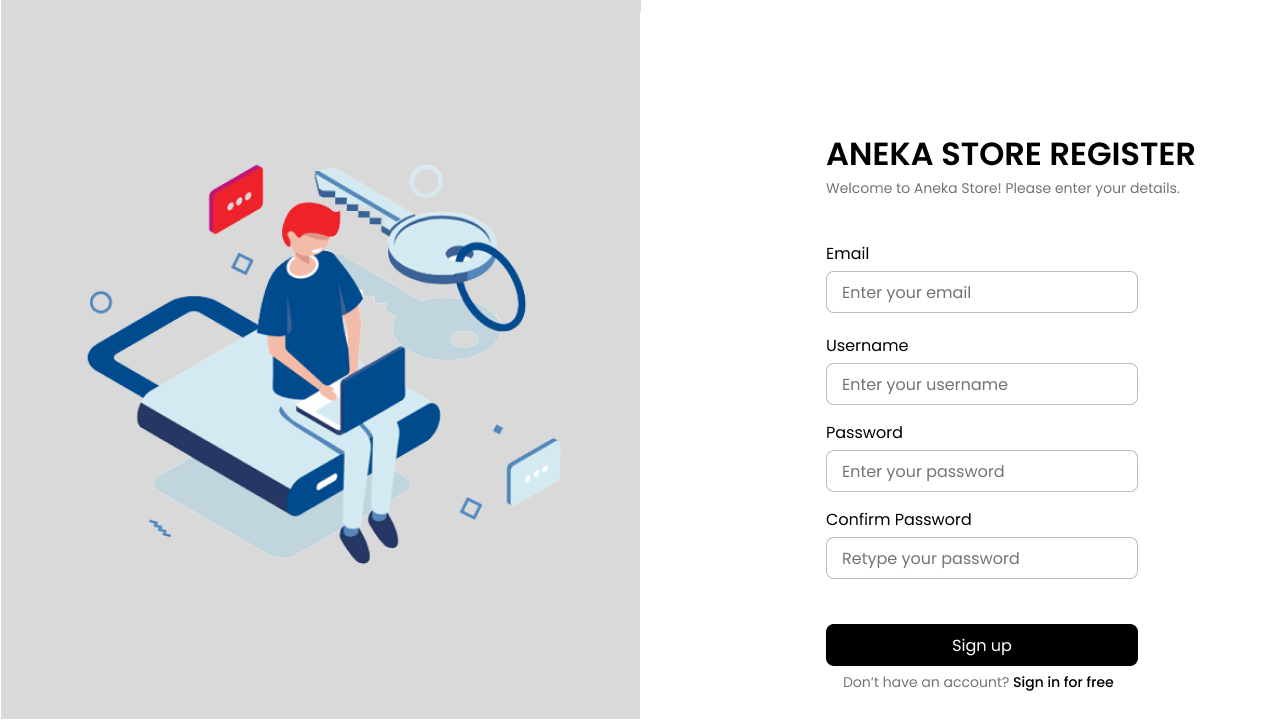 ANEKA STORE REGISTER
Welcome to Aneka Store! Please enter your details.
Email
Enter your email
Username
Enter your username
Password
Enter your password
Confirm Password
Retype your password
Sign up
Don’t have an account? Sign in for free